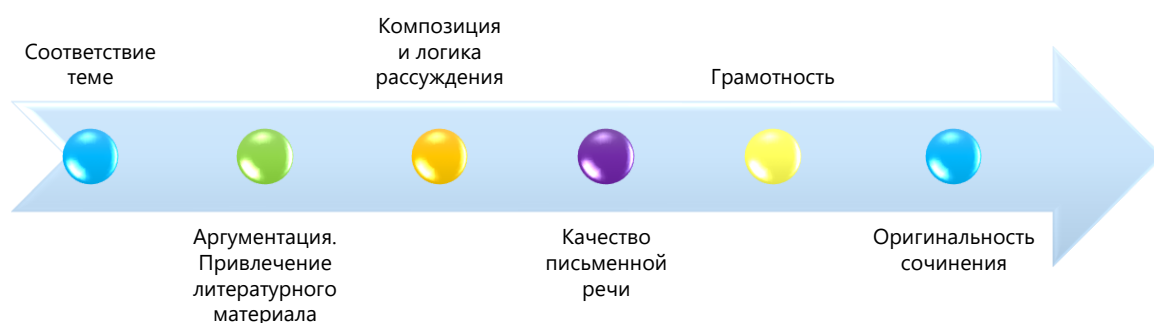 Соответствие
теме
Аргументация.
Привлечение
литературного
материала
Композиция
и логика
рассуждения
Качество
письменной
речи
Грамотность
Оригинальность
сочинения